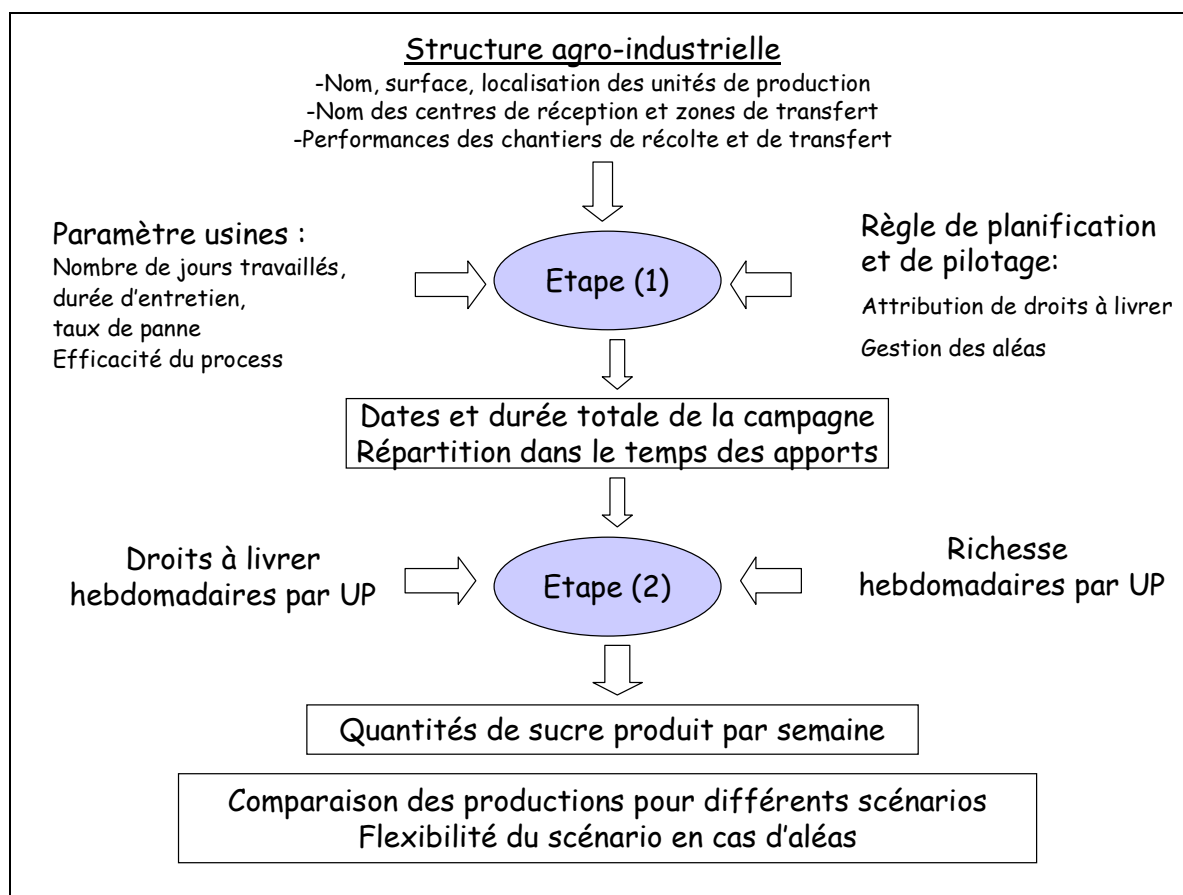 Structure agro-industrielle
-Nom, surface, localisation des unités de production
-Nom des centres de réception et zones de transfert
-Performances des chantiers de récolte et de transfert
Paramètre usines :
Nombre de jours travaillés,
durée d'entretien,
taux de panne
Efficacité du process
Etape (1)
Règle de planification
et de pilotage:
Attribution de droits à livrer
Gestion des aléas
Dates et durée totale de la campagne
Répartition dans le temps des apports
Droits à livrer
hebdomadaires par UP
Etape (2)
Richesse
hebdomadaires par UP
Quantités de sucre produit par semaine
Comparaison des productions pour différents scénarios
Flexibilité du scénario en cas d'aléas